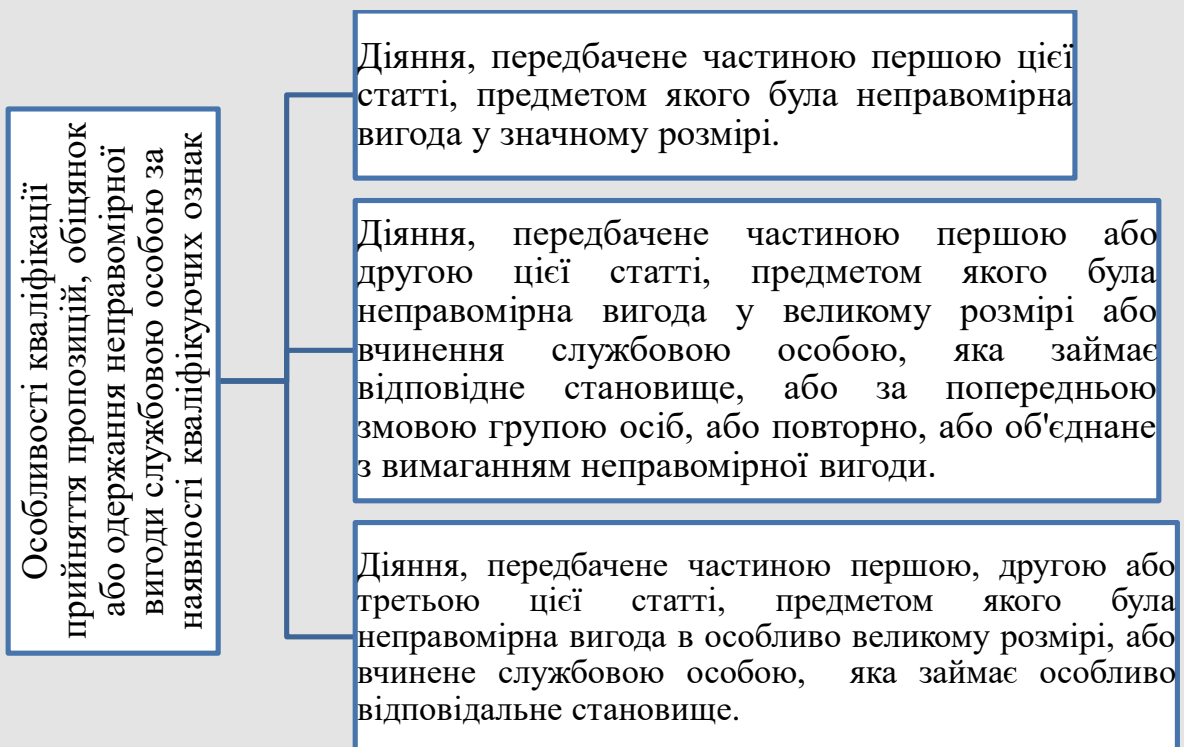 Особливості кваліфікації
прийняття пропозицій, обіцянок
або одержання неправомірної
вигоди службовою особою за
наявності кваліфікуючих ознак
Діяння, передбачене частиною першою цієї
статті, предметом якого була неправомірна
вигода у значному розмірі.
Діяння, передбачене частиною першою або
другою цієї статті, предметом якого була
неправомірна вигода у великому розмірі або
вчинення службовою особою, яка займає
відповідне становище, або за попередньою
змовою групою осіб, або повторно, або об'єднане
з вимаганням неправомірної вигоди.
Діяння, передбачене частиною першою, другою або
третьою цієї статті, предметом якого була
неправомірна вигода в особливо великому розмірі, або
вчинене службовою особою, яка займає особливо
відповідальне становище.